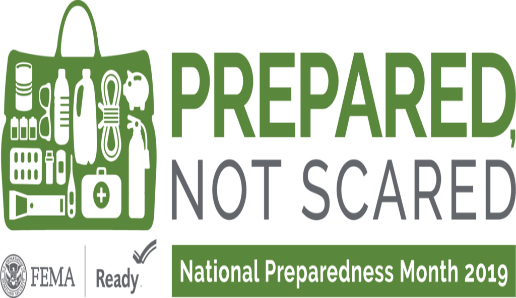 PREPARED,
NOT SCARED
FEMA
Ready
National Preparedness Month 2019